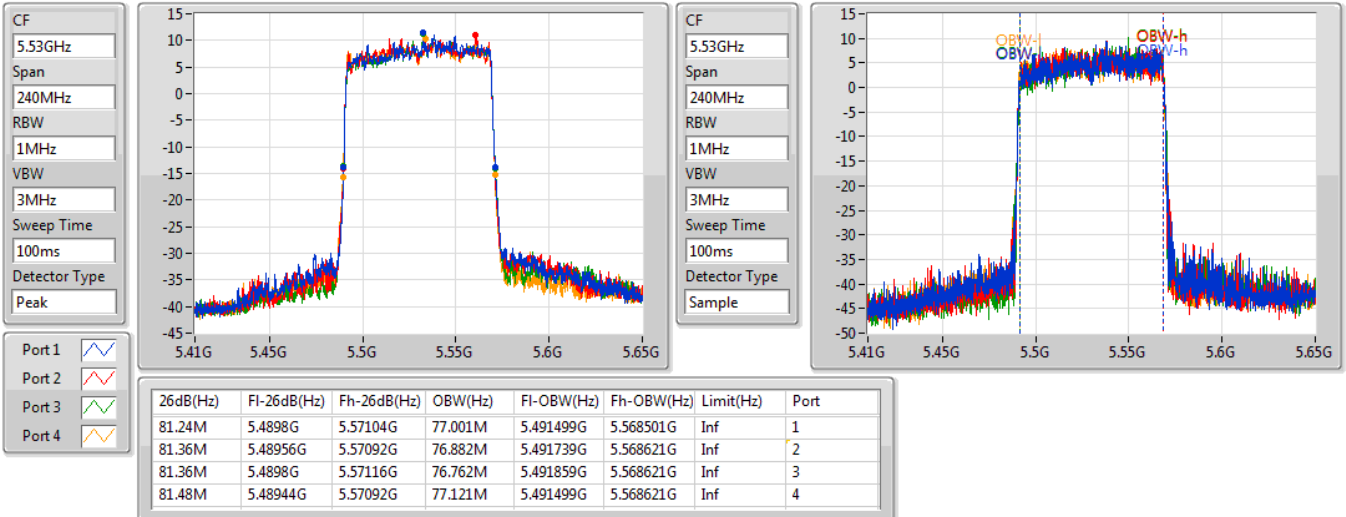 CF
5.53GHz
Span
240MHz
RBW
1MHz
VBW
3MHz
Sweep Time
100ms
Detector Type
Peak
15
10
5
0
-5
-10
-15
-20
-25
-30
-35
-40
-45
5.41G 5.45G 5.5G 5.55G 5.6G 5.65G
CF
5.53GHz
Span
240MHz
RBW
1MHz
VBW
3MHz
Sweep Time
100ms
Detector Type
Sample
15
10
5
0
-5
-10
-15
-20
-25
-30
-35
-40
-45
-50
OBW-l OBW-h
OBW OBW-h
5.41G 5.45G 5.5G 5.55G 5.6G 5.65G
Port 1
Port 2
Port 3
Port 4
26dB(Hz) Fl-26dB(Hz) Fh-26dB(Hz) OBW(Hz) Fl-OBW(Hz) Fh-OBW(Hz) Limit(Hz) Port
81.24M 5.4898G 5.57104G 77.001M 5.491499G 5.568501G Inf 1
81.36M 5.48956G 5.57092G 76.882M 5.491739G 5.568621G Inf 2
81.36M 5.4898G 5.57116G 76.762M 5.491859G 5.568621G Inf 3
81.48M 5.48944G 5.57092G 77.121M 5.491499G 5.568621G Inf 4